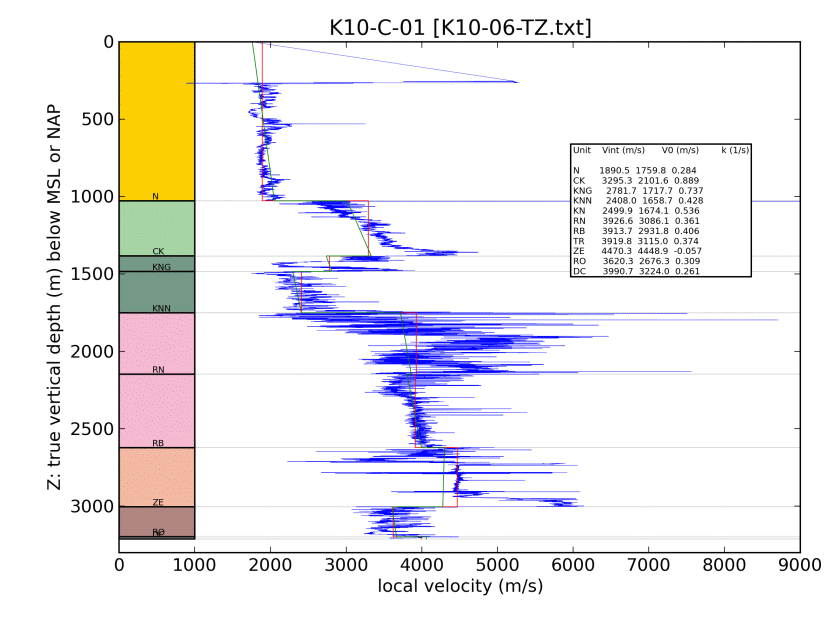 K10-C-01 [K10-06-TZ.txt]
0
500
1000
1500
2000
2500
3000
Z: true vertical depth (m) below MSL or NAP
N
CK
KNG
KNN
RN
RB
ZE
RO
Unit Vint (m/s) V0 (m/s) k (1/s)
N 1890.5 1759.8 0.284
CK 3295.3 2101.6 0.889
KNG 2781.7 1717.7 0.737
KNN 2408.0 1658.7 0.428
KN 2499.9 1674.1 0.536
RN 3926.6 3086.1 0.361
RB 3913.7 2931.8 0.406
TR 3919.8 3115.0 0.374
ZE 4470.3 4448.9 -0.057
RO 3620.3 2676.3 0.309
DC 3990.7 3224.0 0.261
0 1000 2000 3000 4000 5000 6000 7000 8000 9000
local velocity (m/s)